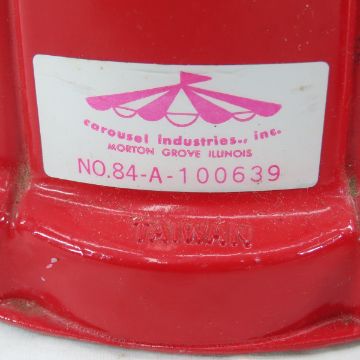 carousel industries., inc.
MORTON GROVE ILLINOIS
NO.84-A-100639
TAIWAN